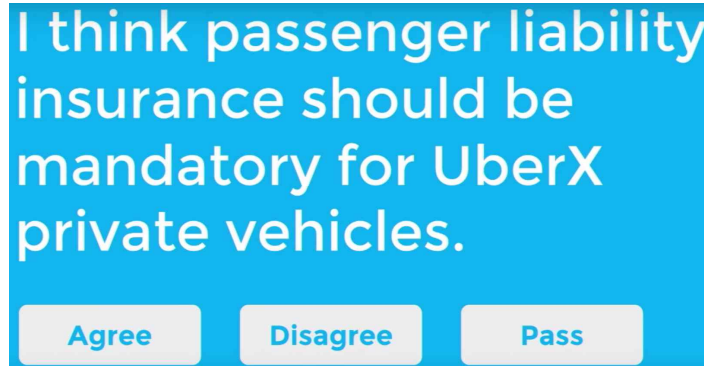 I think passenger liability
insurance should be
mandatory for UberX
private vehicles.
Agree Disagree Pass